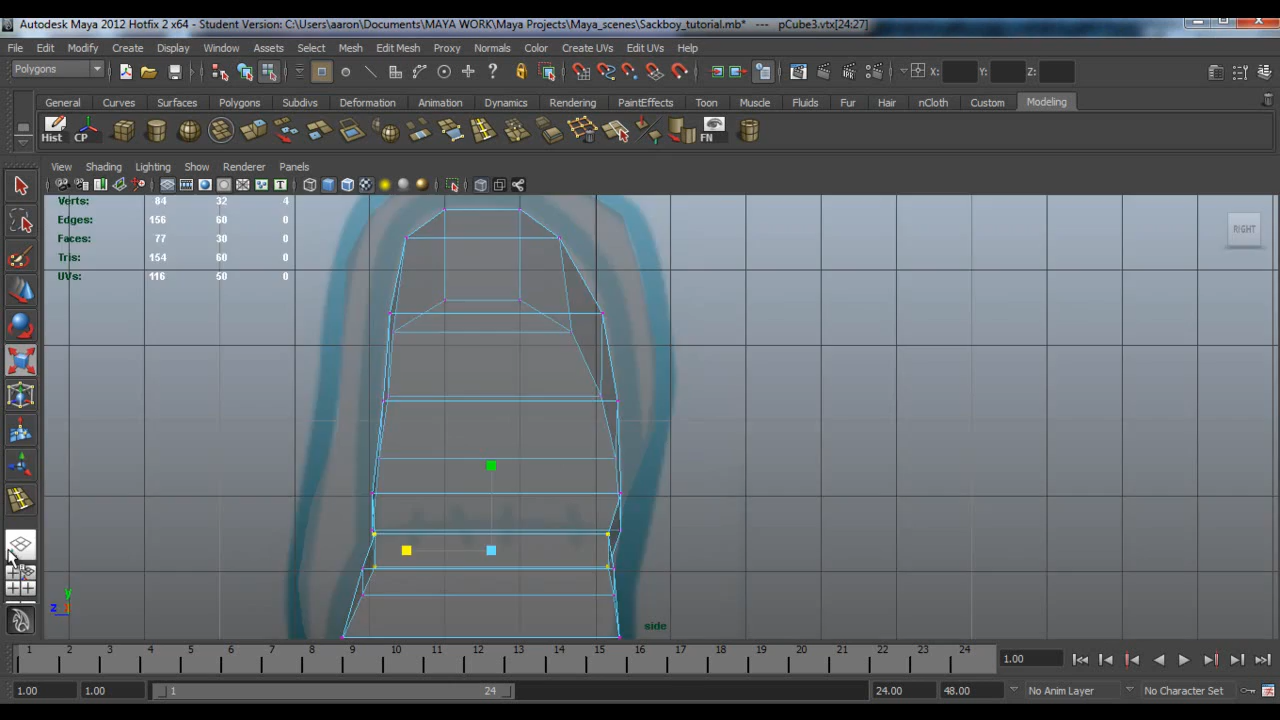 Autodesk Maya 2012 Hotfix 2 x64 - Student Version: C:\Users\aaron\Documents\MAYA WORK\Maya Projects\Maya_scenes\Sackboy_tutorial.mb* --- pCube3.vtx[24:27]
File Edit Modify Create Display Window Assets Select Mesh Edit Mesh Proxy Normals Color Create UVs Edit UVs Help
Polygons X: Y: Z:
General Curves Surfaces Polygons Subdivs Deformation Animation Dynamics Rendering PaintEffects Toon Muscle Fluids Fur Hair nCloth Custom Modeling
Hist CP FN
View Shading Lighting Show Renderer Panels
Verts: 84 32 4
Edges: 156 60 0
Faces: 77 30 0
Tris: 154 60 0
UVs: 116 50 0
RIGHT
y
z
side
1 2 3 4 5 6 7 8 9 10 11 12 13 14 15 16 17 18 19 20 21 22 23 24 1.00
1.00 1.00 1 24 24.00 48.00 No Anim Layer No Character Set